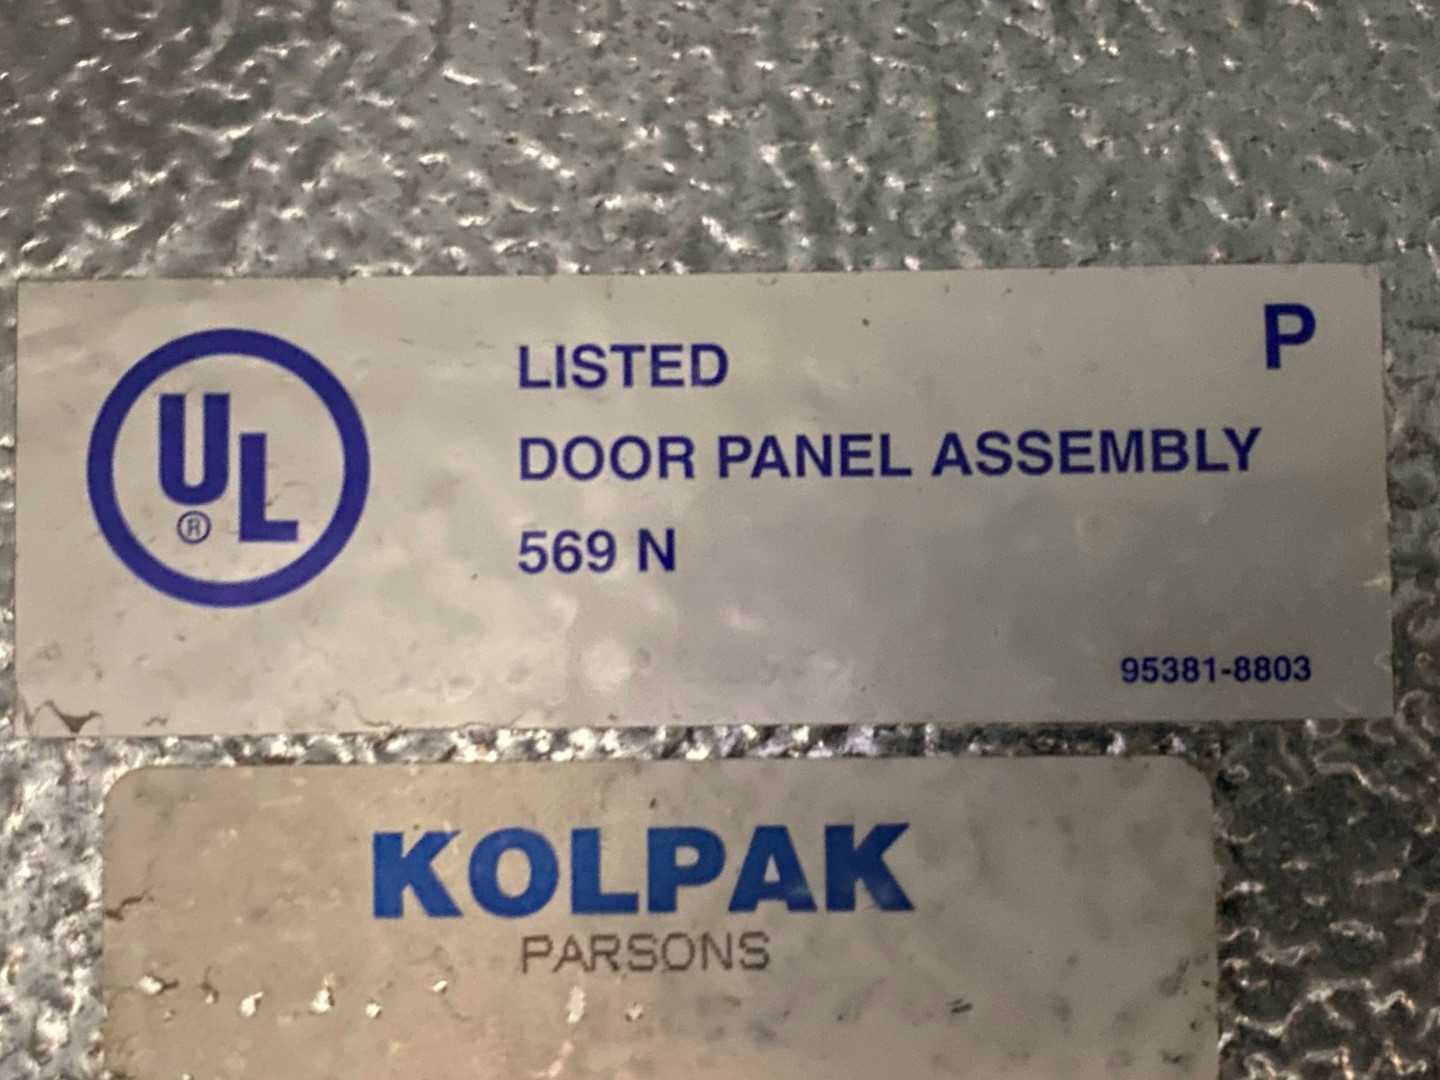 P
LISTED
UL
®
DOOR PANEL ASSEMBLY
569 N
95381-8803
KOLPAK
PARSONS